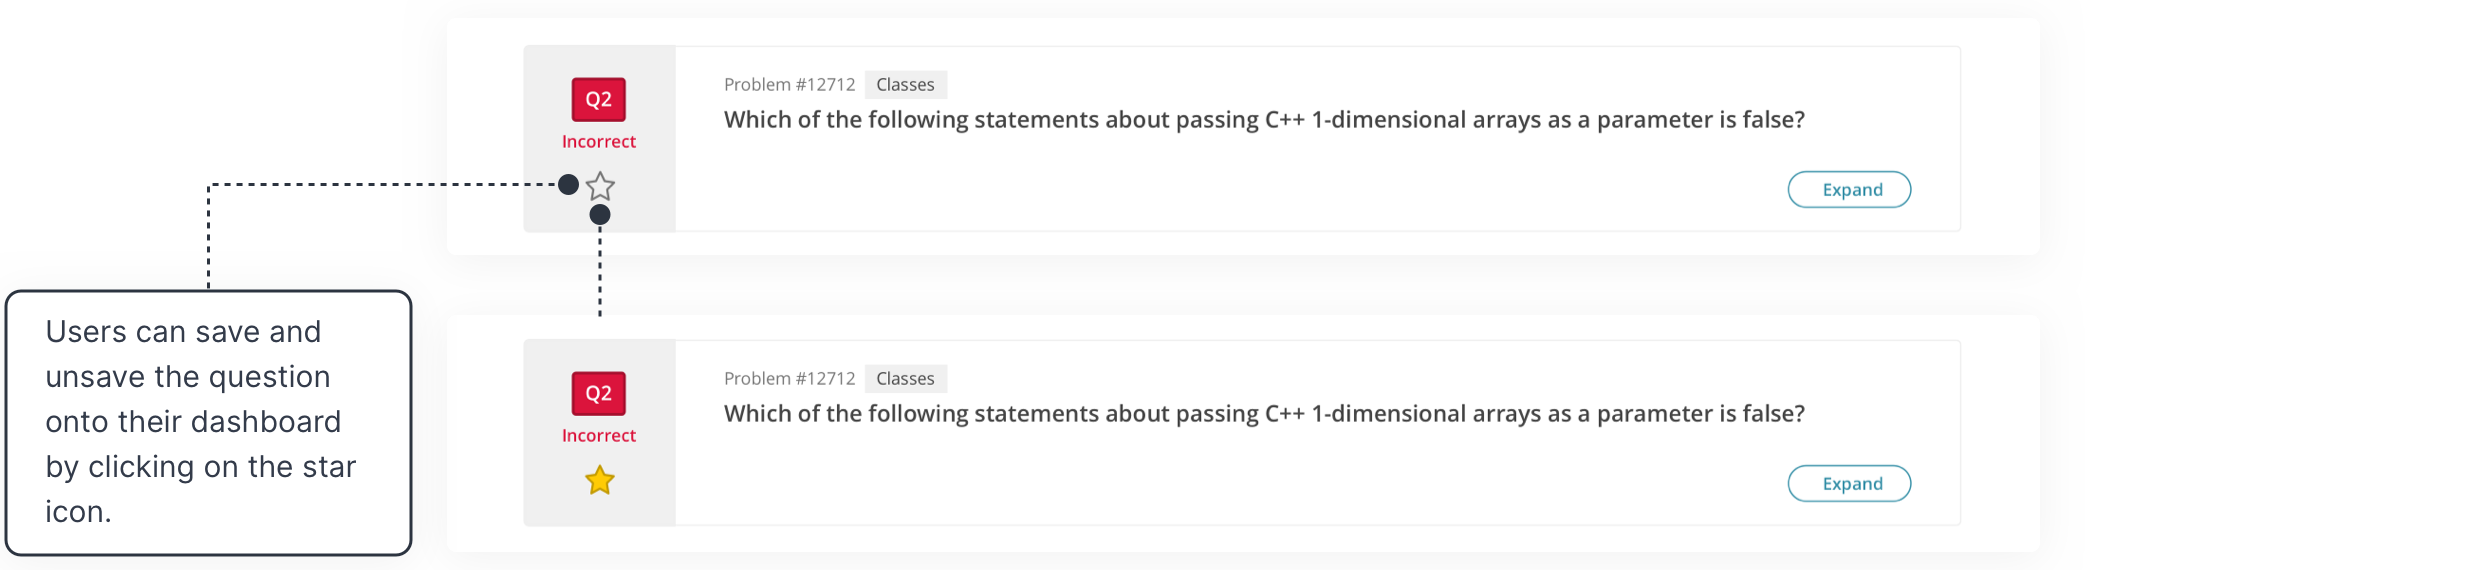 Q2
Incorrect
Problem #12712 Classes
Which of the following statements about passing C++ 1-dimensional arrays as a parameter is false?
Expand
Users can save and
unsave the question
onto their dashboard
by clicking on the star
icon.
Q2
Incorrect
Problem #12712 Classes
Which of the following statements about passing C++ 1-dimensional arrays as a parameter is false?
Expand